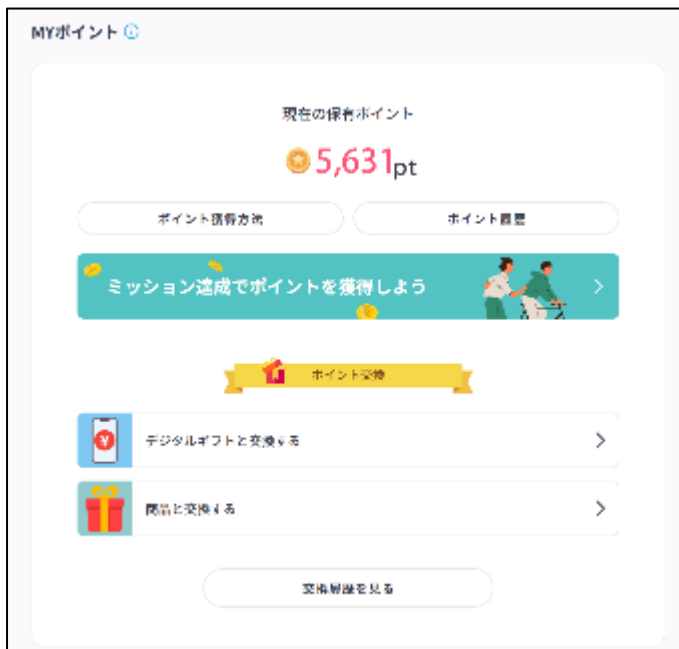 MYポイント
現在の保有ポイント
5,631pt
ポイント獲得方法
ポイント履歴
ミッション達成でポイントを獲得しよう
ポイント交換
¥
デジタルギフトと交換する
商品と交換する
交換履歴を見る